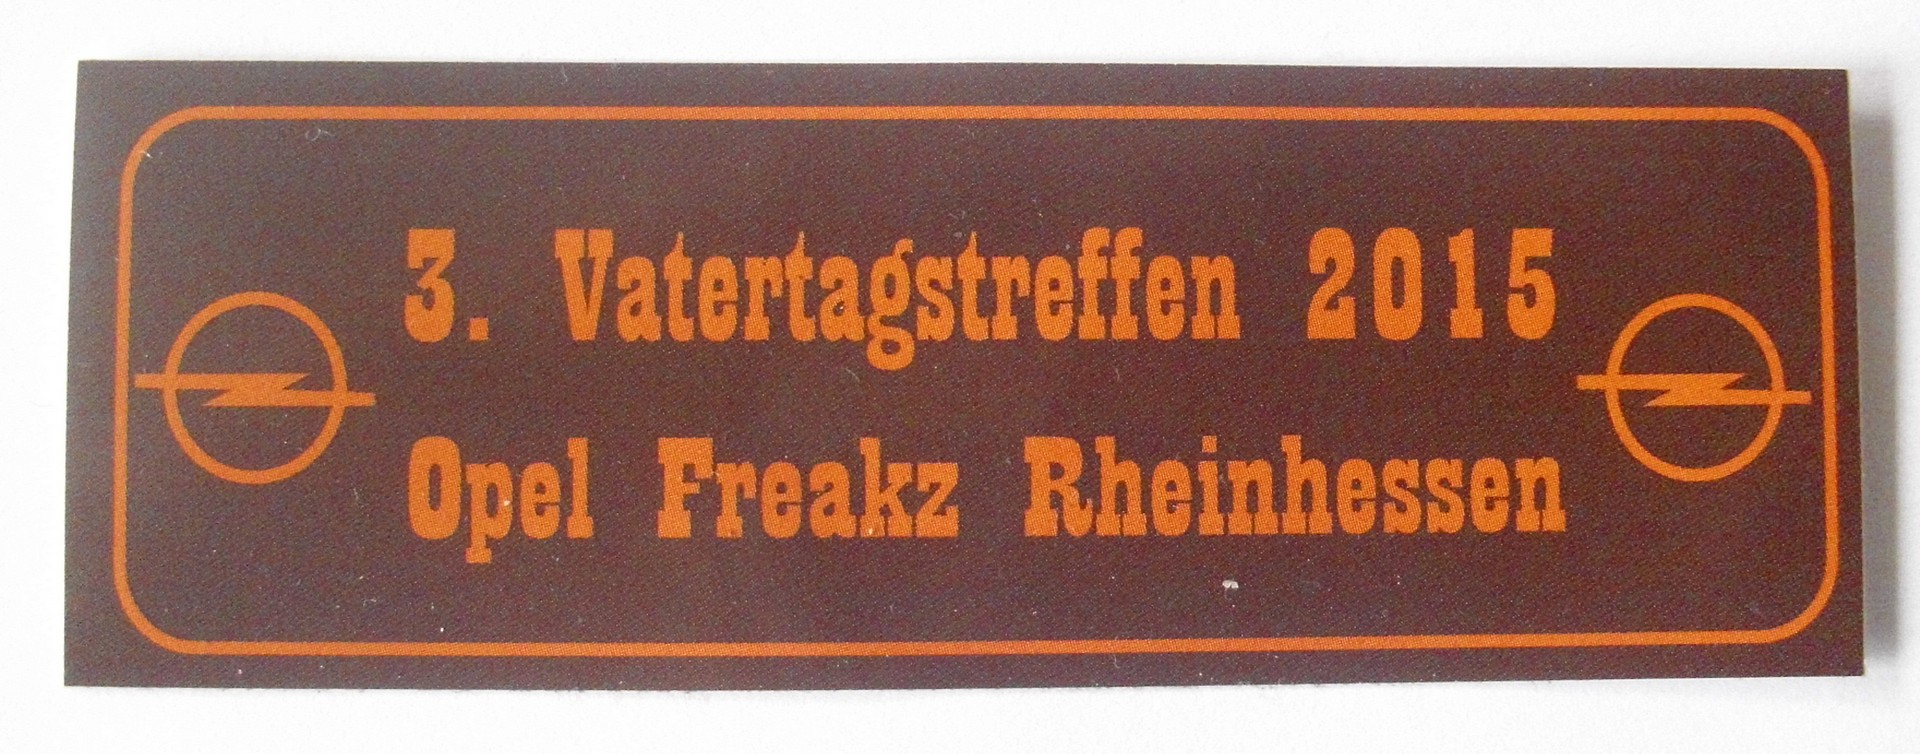 3. Vatertagstreffen 2015
Opel Freakz Rheinhessen